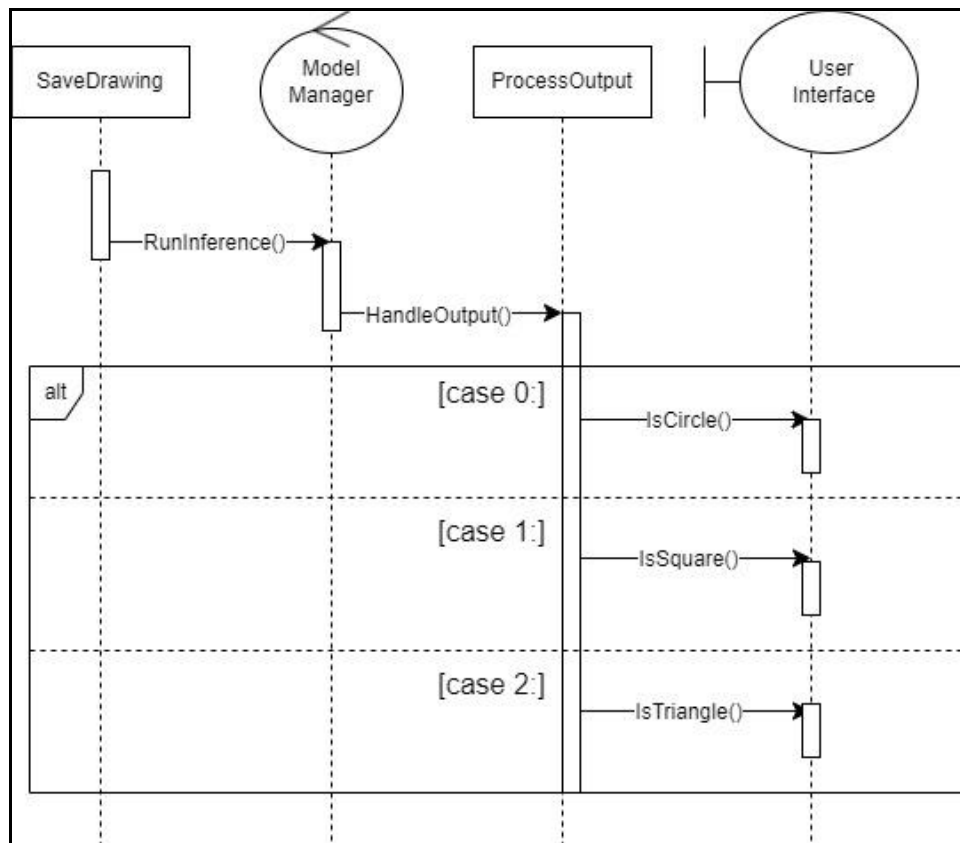 SaveDrawing
Model
Manager
ProcessOutput
User
Interface
RunInference()
HandleOutput()
alt
[case 0:]
IsCircle()
[case 1:]
IsSquare()
[case 2:]
IsTriangle()